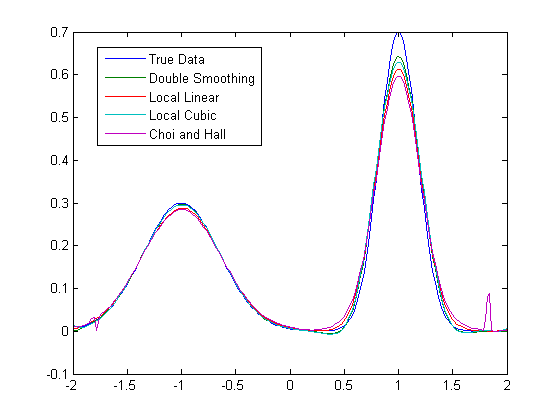 0.7
0.6
0.5
0.4
0.3
0.2
0.1
0
-0.1
True Data
Double Smoothing
Local Linear
Local Cubic
Choi and Hall
-2 -1.5 -1 -0.5 0 0.5 1 1.5 2